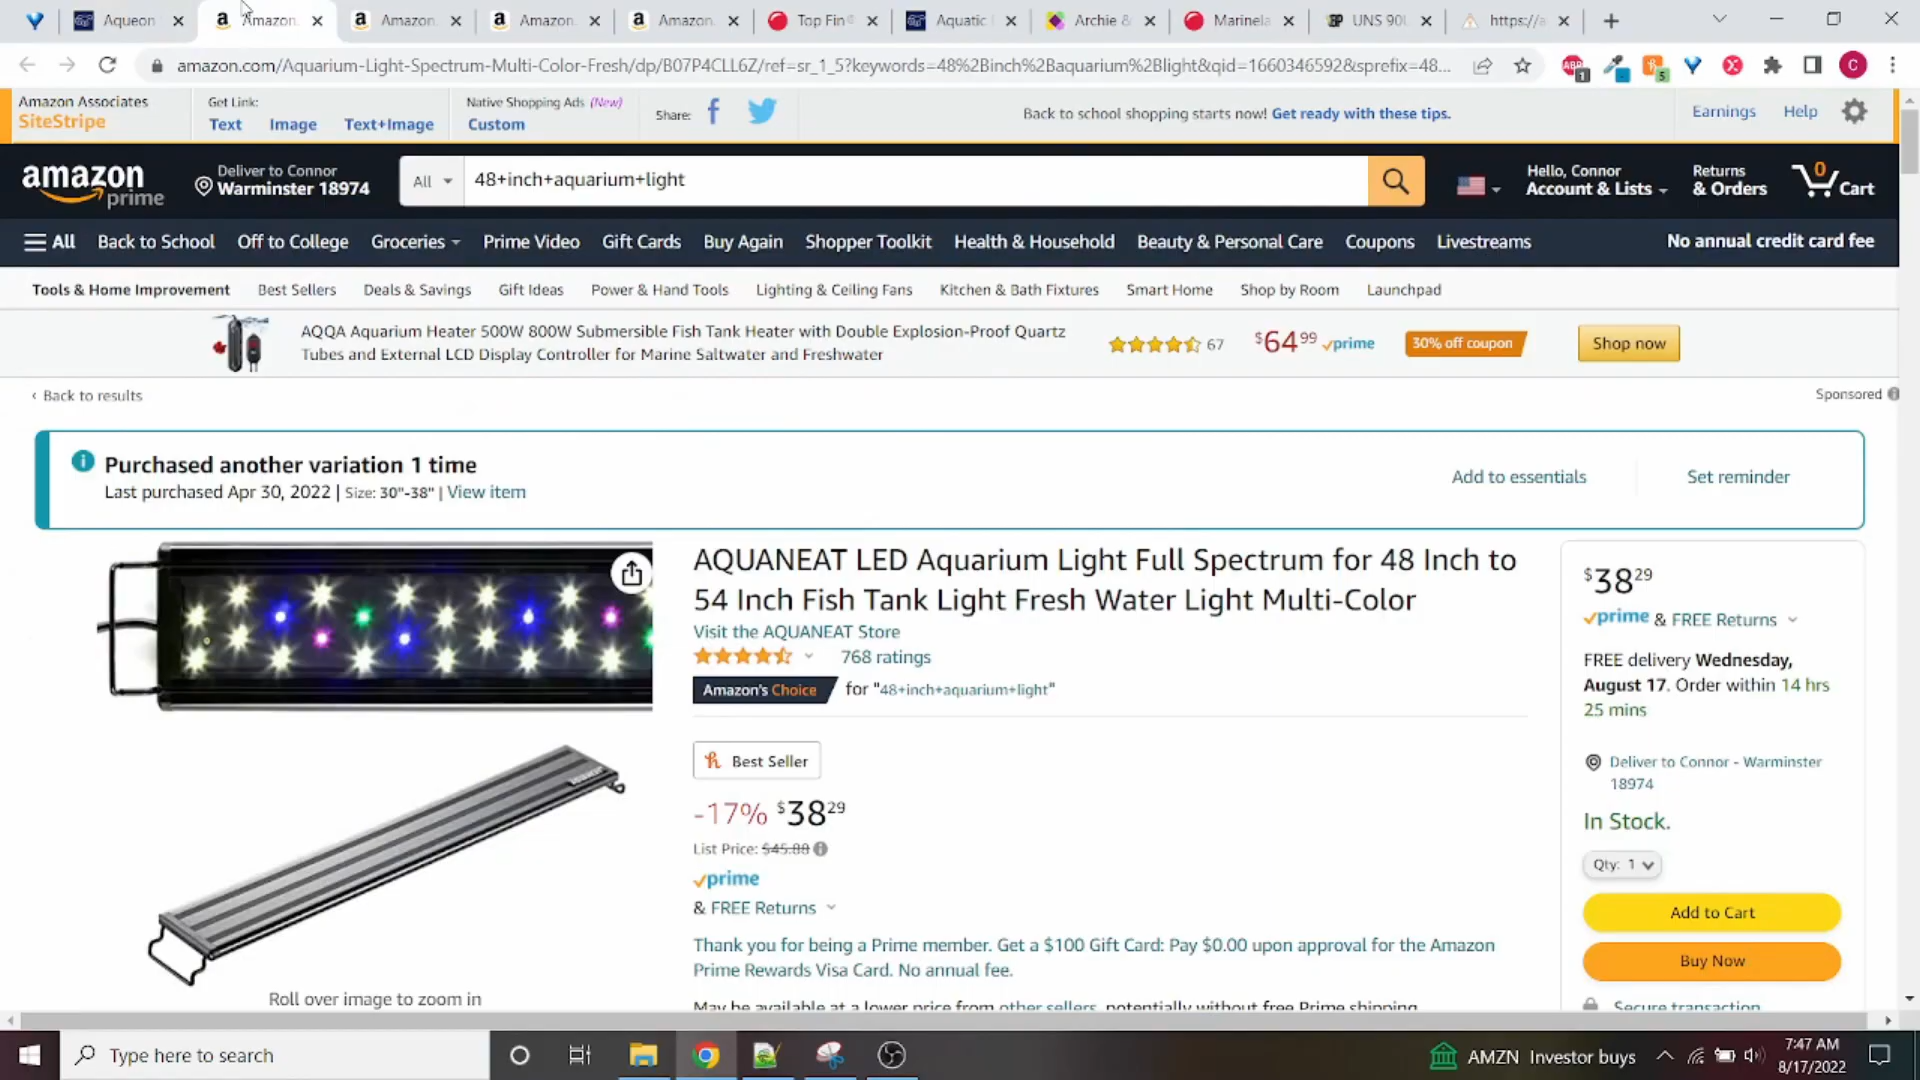 Aqueon
Amazon.
Amazon.
Amazon.
Amazon.
Top Fin
Aquatic
Archie &
Marinela
UNS 90
https://a
amazon.com/Aquarium-Light-Spectrum-Multi-Color-Fresh/dp/B07P4CLL6Z/ref=sr_1_5?keywords=48%2Binch%2Baquarium%2Blight&qid=1660346592&sprefix=48...
Amazon Associates
SiteStripe
Get Link:
Text Image Text+Image
Native Shopping Ads (New)
Custom
Share:
Back to school shopping starts now! Get ready with these tips.
Earnings Help
amazon prime
Deliver to Connor
Warminster 18974
All
48+inch+aquarium+light
Hello, Connor
Account & Lists
Returns
& Orders
0
Cart
All Back to School Off to College Groceries Prime Video Gift Cards Buy Again Shopper Toolkit Health & Household Beauty & Personal Care Coupons Livestreams
No annual credit card fee
Tools & Home Improvement Best Sellers Deals & Savings Gift Ideas Power & Hand Tools Lighting & Ceiling Fans Kitchen & Bath Fixtures Smart Home Shop by Room Launchpad
AQQA Aquarium Heater 500W 800W Submersible Fish Tank Heater with Double Explosion-Proof Quartz
Tubes and External LCD Display Controller for Marine Saltwater and Freshwater
67
$64 99 prime
30% off coupon
Shop now
‹ Back to results
Sponsored
Purchased another variation 1 time
Last purchased Apr 30, 2022 | Size: 30"-38" | View item
Add to essentials
Set reminder
AQUANEAT LED Aquarium Light Full Spectrum for 48 Inch to
54 Inch Fish Tank Light Fresh Water Light Multi-Color
Visit the AQUANEAT Store
768 ratings
Amazon's Choice for "48+inch+aquarium+light"
Best Seller
-17% $38 29
List Price: $45.88
prime
& FREE Returns
Thank you for being a Prime member. Get a $100 Gift Card: Pay $0.00 upon approval for the Amazon
Prime Rewards Visa Card. No annual fee.
May be available at a lower price from other sellers, potentially without free Prime shipping.
Roll over image to zoom in
$38 29
prime & FREE Returns
FREE delivery Wednesday,
August 17. Order within 14 hrs
25 mins
Deliver to Connor - Warminster
18974
In Stock.
Qty: 1
Add to Cart
Buy Now
Secure transaction
Type here to search
AMZN Investor buys
7:47 AM
8/17/2022